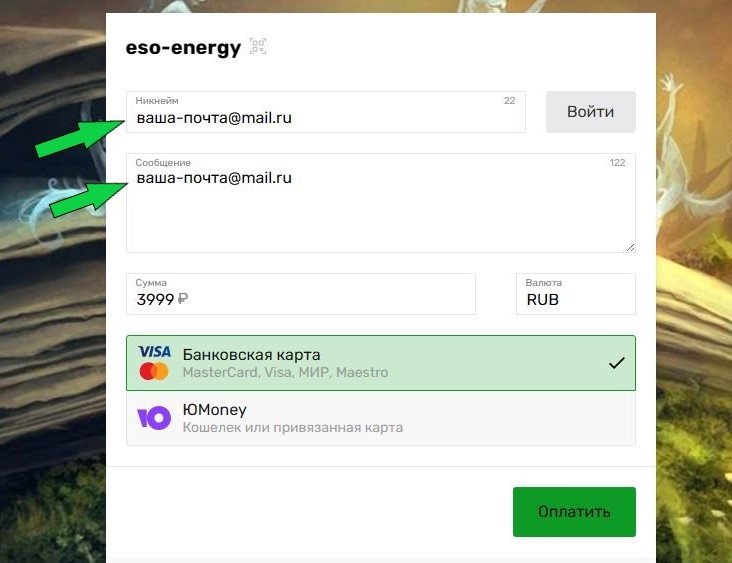 eso-energy
Никнейм
22
ваша-почта@mail.ru
Войти
Сообщение
122
ваша-почта@mail.ru
Сумма
3999 ₽
Валюта
RUB
VISA
Банковская карта
MasterCard, Visa, МИР, Maestro
ЮMoney
Кошелек или привязанная карта
Оплатить